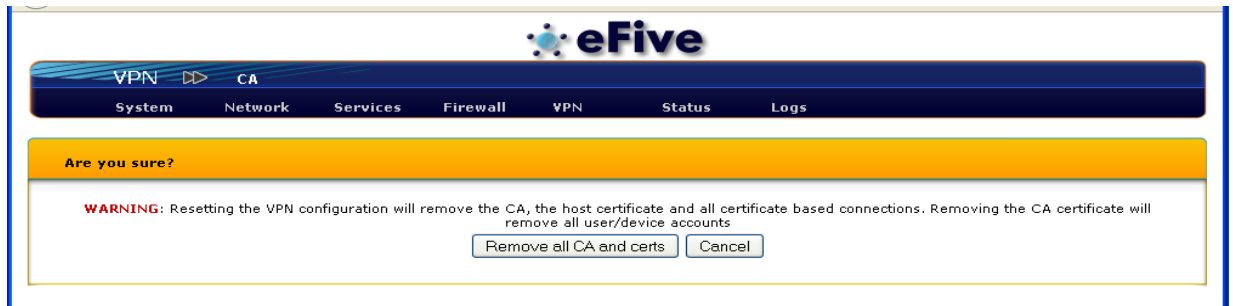 eFive
VPN CA
System Network Services Firewall VPN Status Logs
Are you sure?
WARNING: Resetting the VPN configuration will remove the CA, the host certificate and all certificate based connections. Removing the CA certificate will
remove all user/device accounts
Remove all CA and certs Cancel